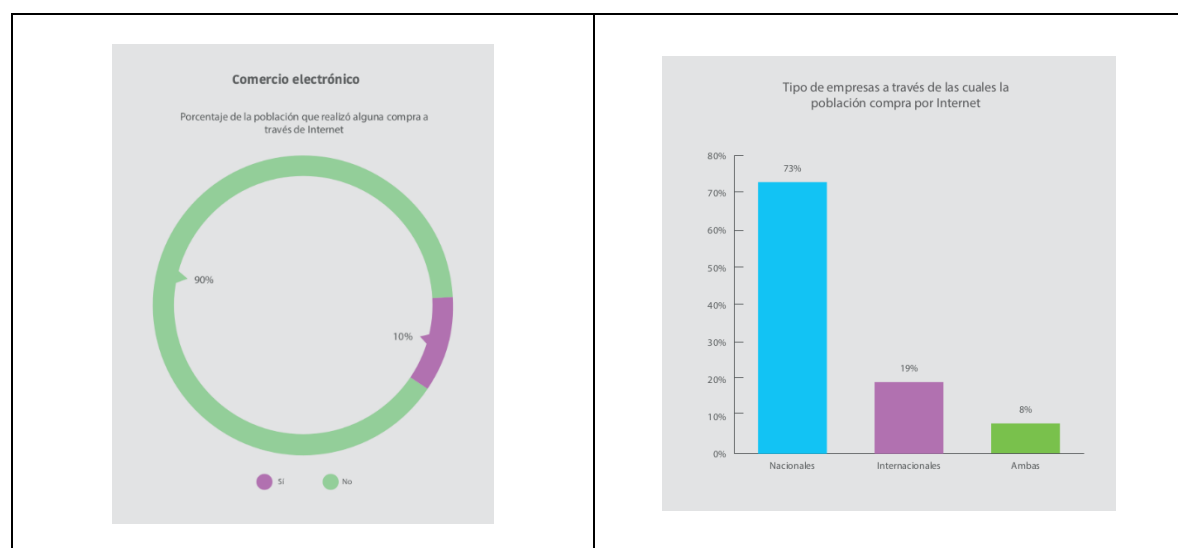 Comercio electrónico
Porcentaje de la población que realizó alguna compra a
través de Internet
90%
10%
Sí
No
Tipo de empresas a través de las cuales la
población compra por Internet
80%
70%
60%
50%
40%
30%
20%
10%
0%
73%
19%
8%
Nacionales
Internacionales
Ambas